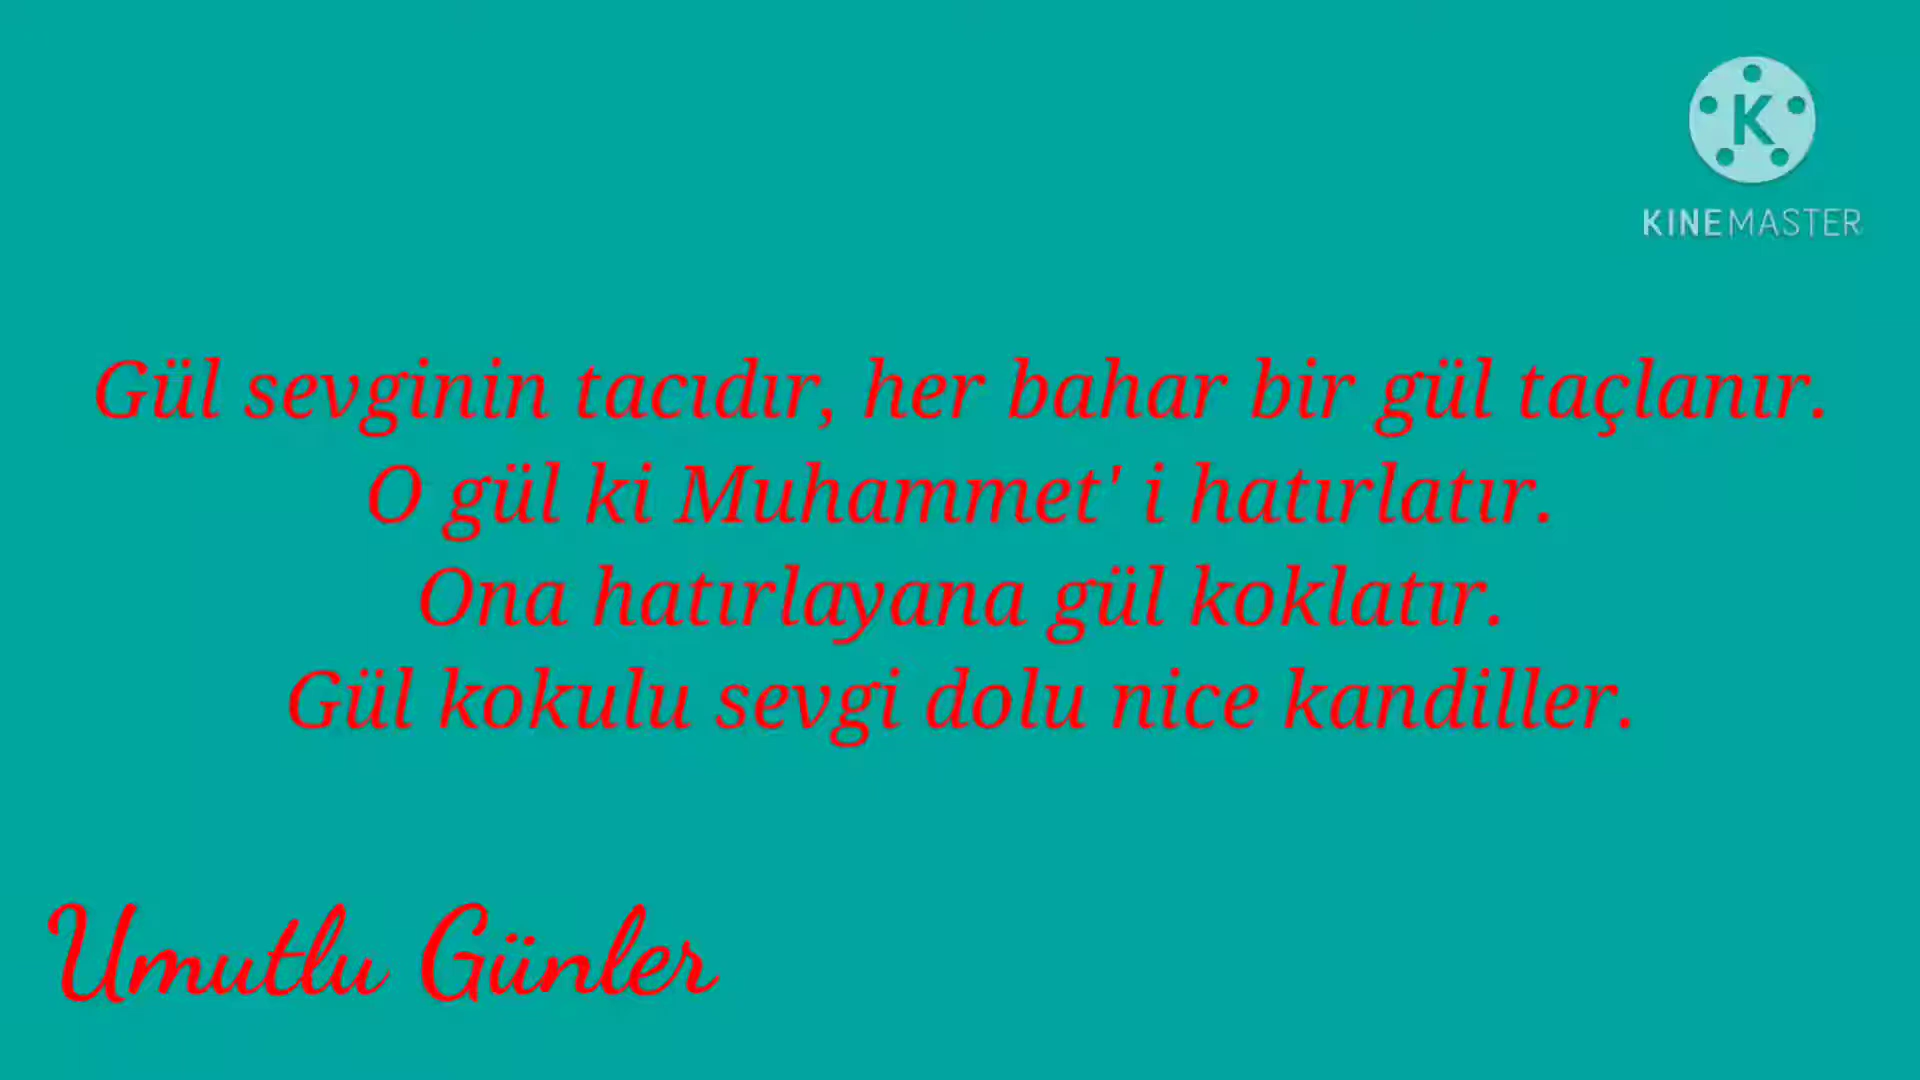 K
KINEMASTER
Gül sevginin tacıdır, her bahar bir gül taçlanır.
O gül ki Muhammet' i hatırlatır.
Ona hatırlayana gül koklatır.
Gül kokulu sevgi dolu nice kandiller.
Umutlu Günler